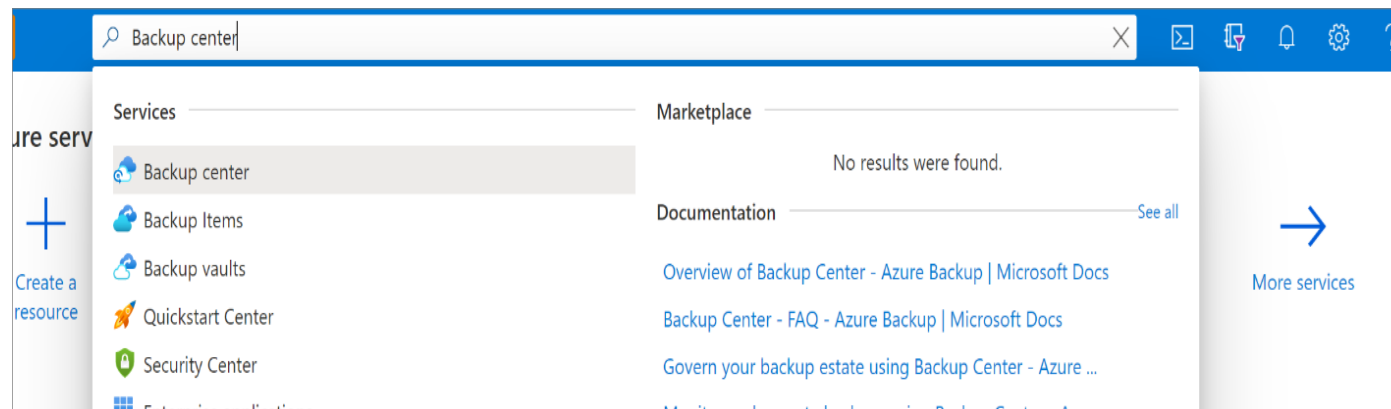 Backup center
ure serv
Create a
resource
Services
Backup center
Backup Items
Backup vaults
Quickstart Center
Security Center
Marketplace
No results were found.
Documentation
See all
Overview of Backup Center - Azure Backup | Microsoft Docs
Backup Center - FAQ - Azure Backup | Microsoft Docs
Govern your backup estate using Backup Center - Azure ...
More services